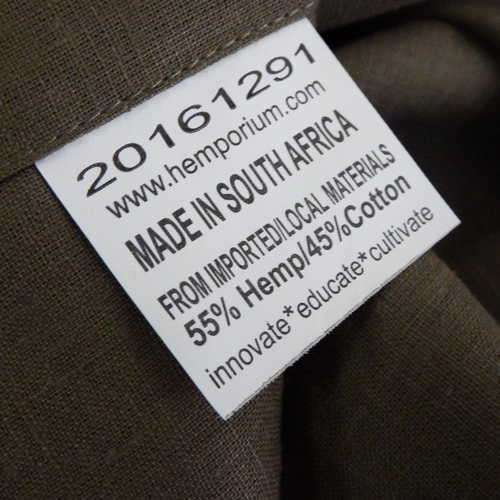 20161291
www.hemporium.com
MADE IN SOUTH AFRICA
FROM IMPORTED/LOCAL MATERIALS
55% Hemp/45%Cotton
innovate*educate*cultivate